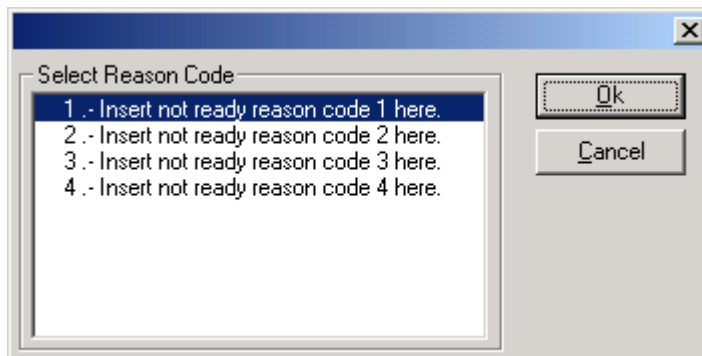 Select Reason Code
1 .- Insert not ready reason code 1 here.
2 .- Insert not ready reason code 2 here.
3 .- Insert not ready reason code 3 here.
4 .- Insert not ready reason code 4 here.
Ok
Cancel